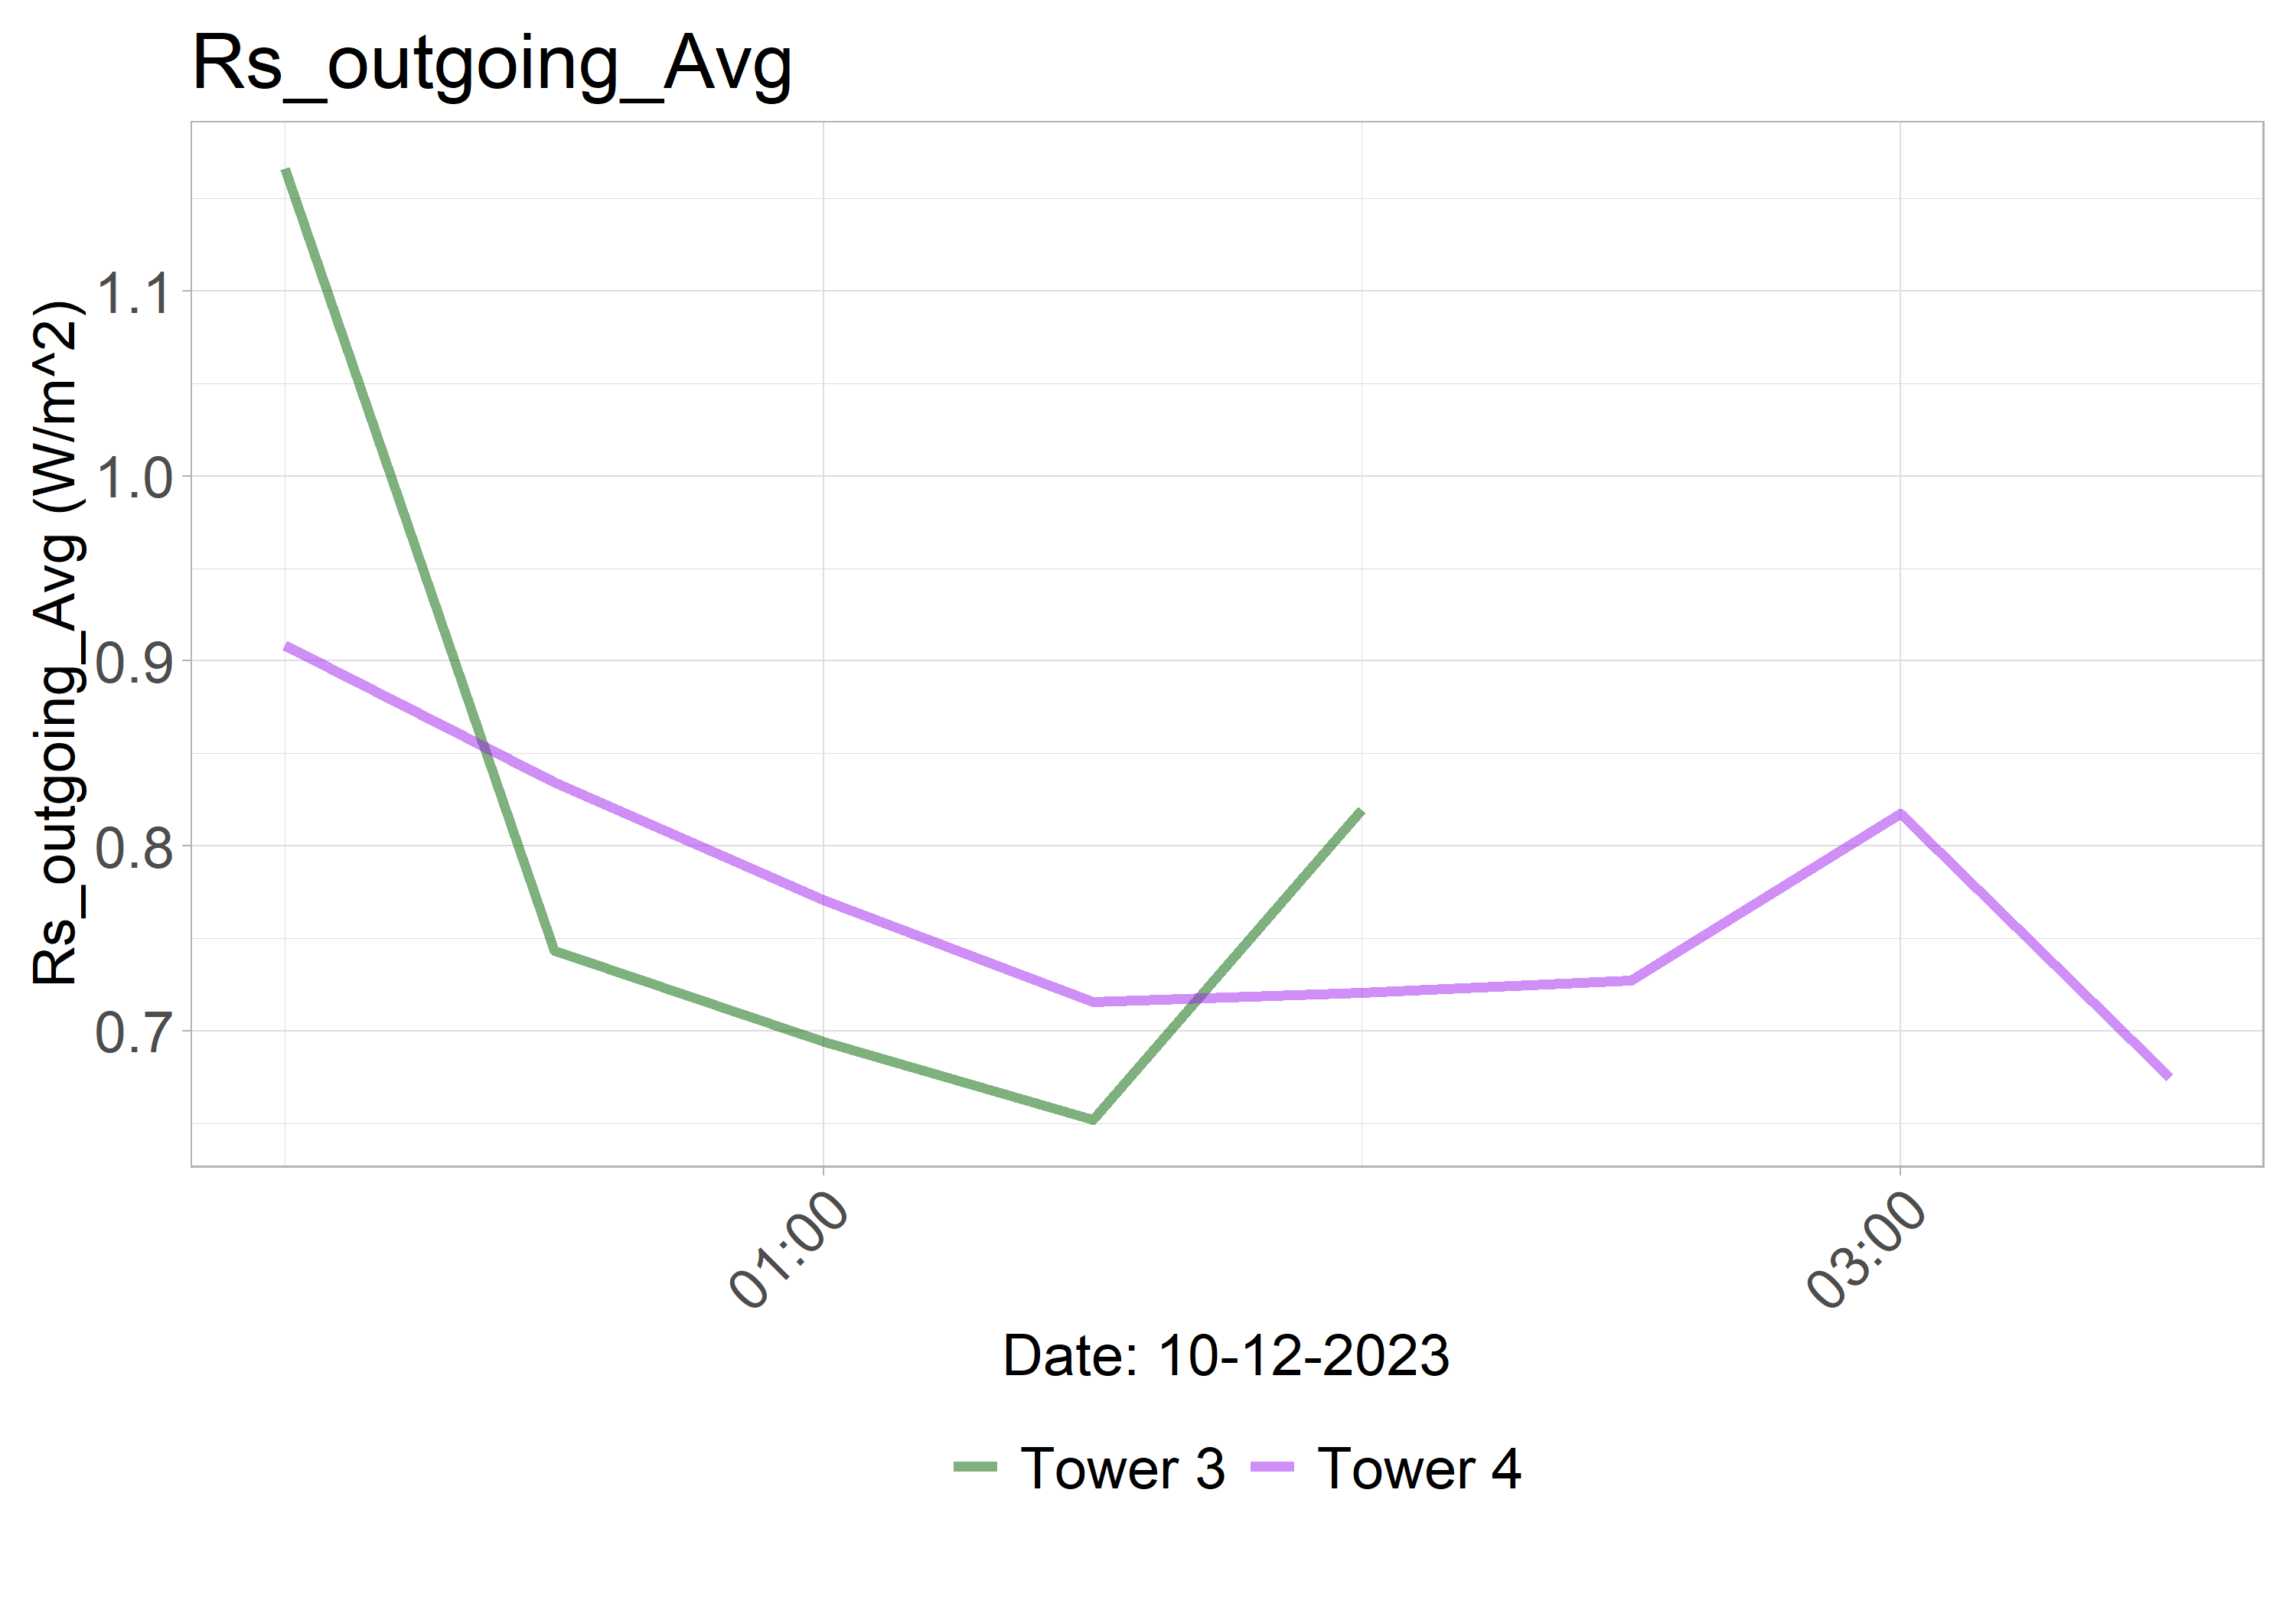 Rs_outgoing_Avg
Rs_outgoing_Avg (W/m^2)
1.1
1.0
0.9
0.8
0.7
01:00
03:00
Date: 10-12-2023
Tower 3
Tower 4